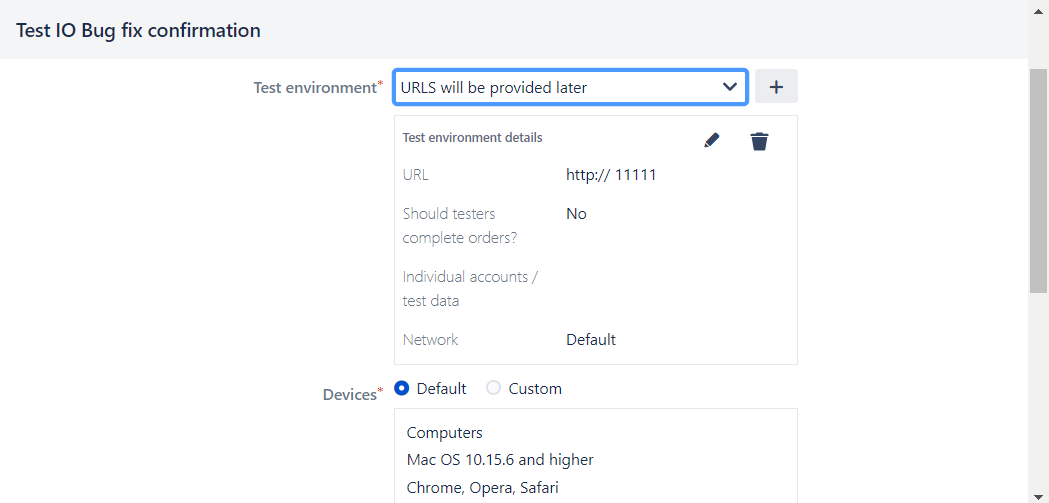 Test IO Bug fix confirmation
Test environment*
URLS will be provided later
Test environment details
URL http:// 11111
Should testers No
complete orders?
Individual accounts /
test data
Network Default
Devices* Default Custom
Computers
Mac OS 10.15.6 and higher
Chrome, Opera, Safari